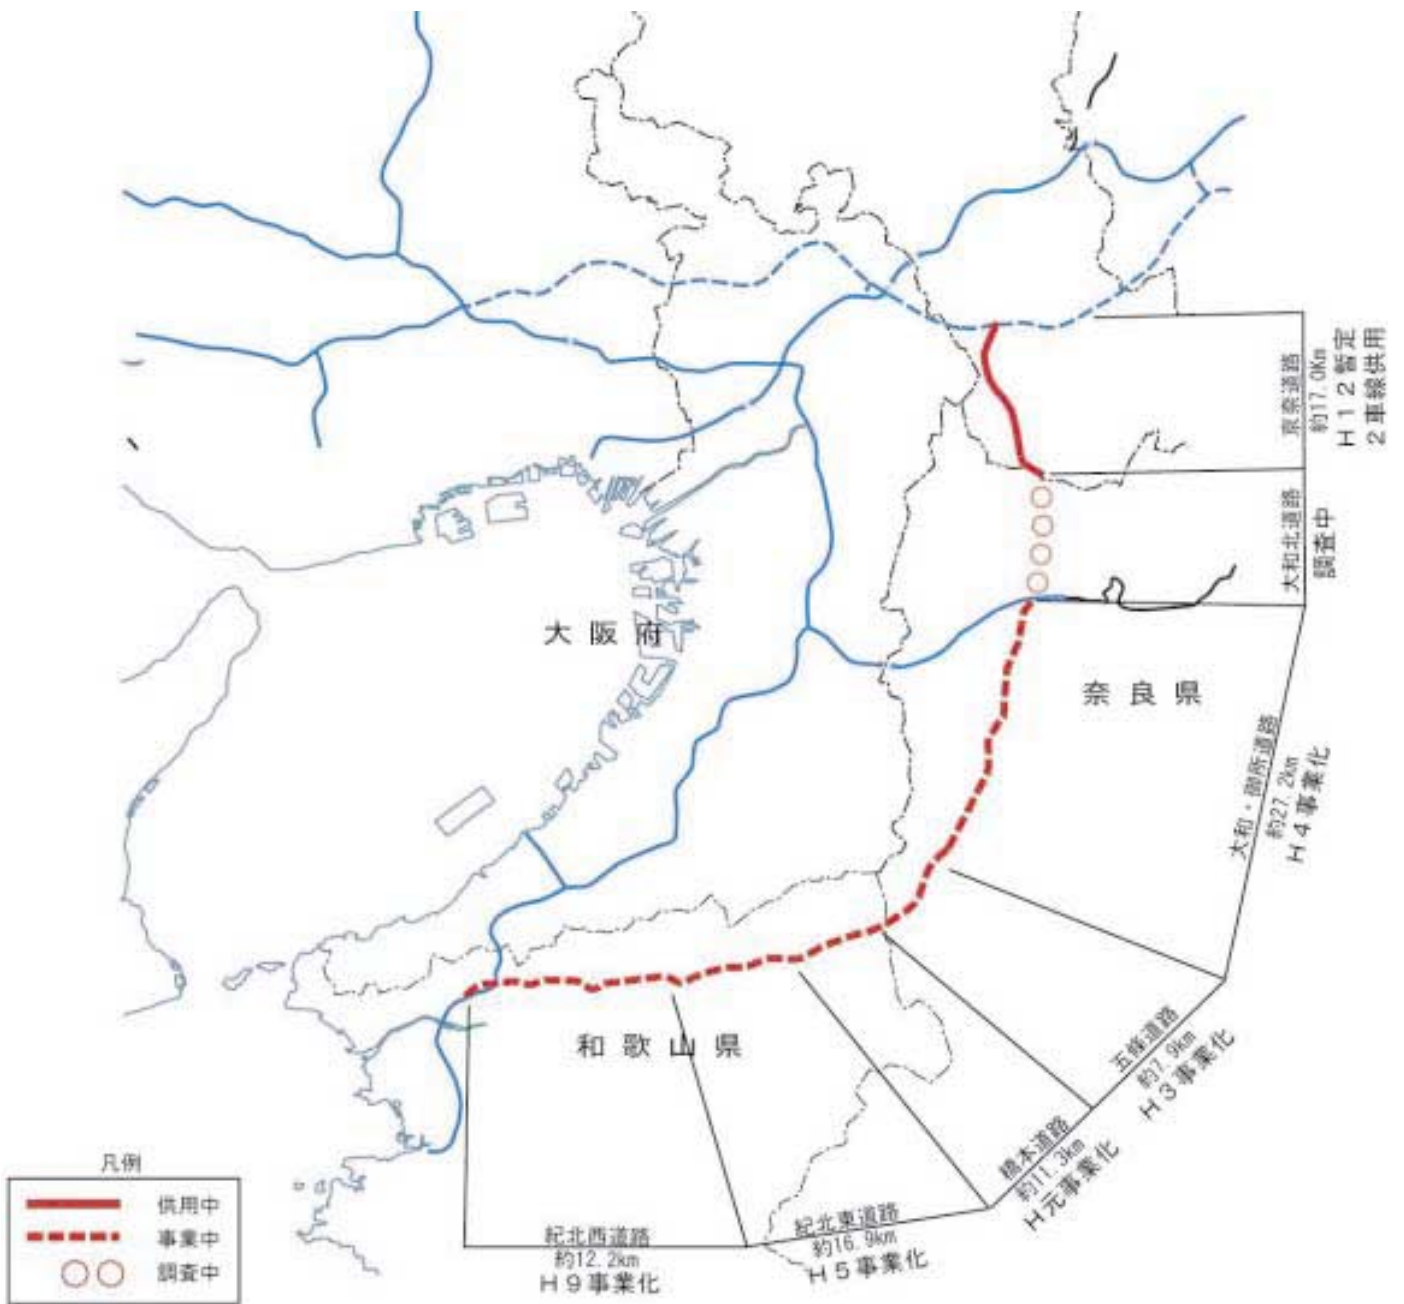 京奈道路
約17.0Km
H12暫定
2車線供用
大和北道路
調査中
大阪府
奈良県
大和・御所道路
約27.2km
H4事業化
五條道路
約7.9km
H3事業化
和歌山県
橋本道路
約11.3km
H元事業化
紀北東道路
約16.9km
H5事業化
紀北西道路
約12.2km
H9事業化
凡例
供用中
事業中
調査中